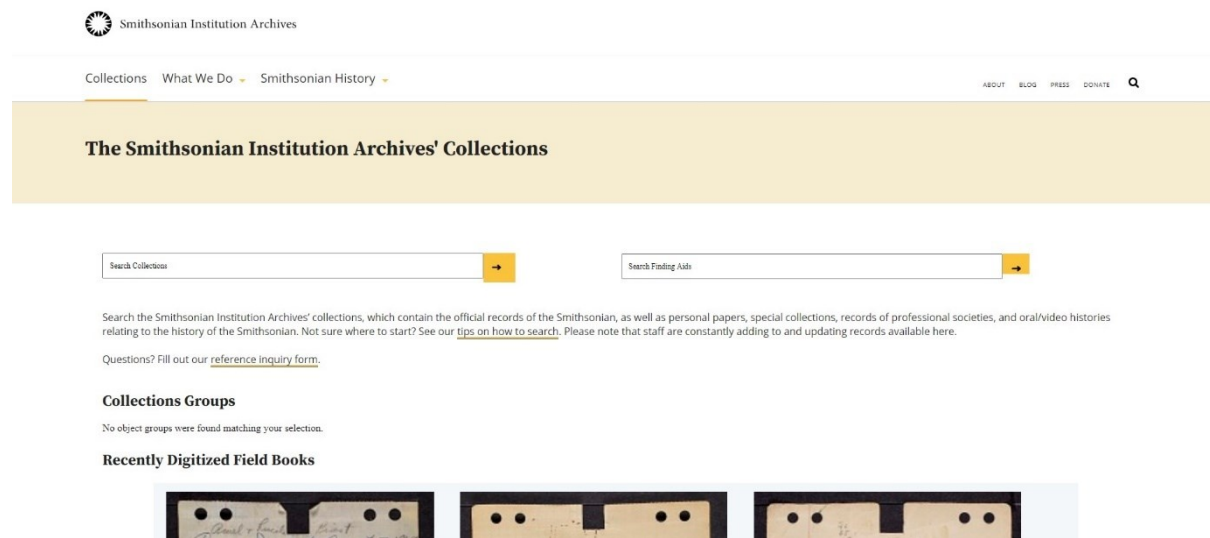 Smithsonian Institution Archives
Collections What We Do Smithsonian History
ABOUT BLOG PRESS DONATE
The Smithsonian Institution Archives' Collections
Search Collections
Search Finding Aids
Search the Smithsonian Institution Archives' collections, which contain the official records of the Smithsonian, as well as personal papers, special collections, records of professional societies, and oral/video histories
relating to the history of the Smithsonian. Not sure where to start? See our tips on how to search. Please note that staff are constantly adding to and updating records available here.
Questions? Fill out our reference inquiry form.
Collections Groups
No object groups were found matching your selection.
Recently Digitized Field Books